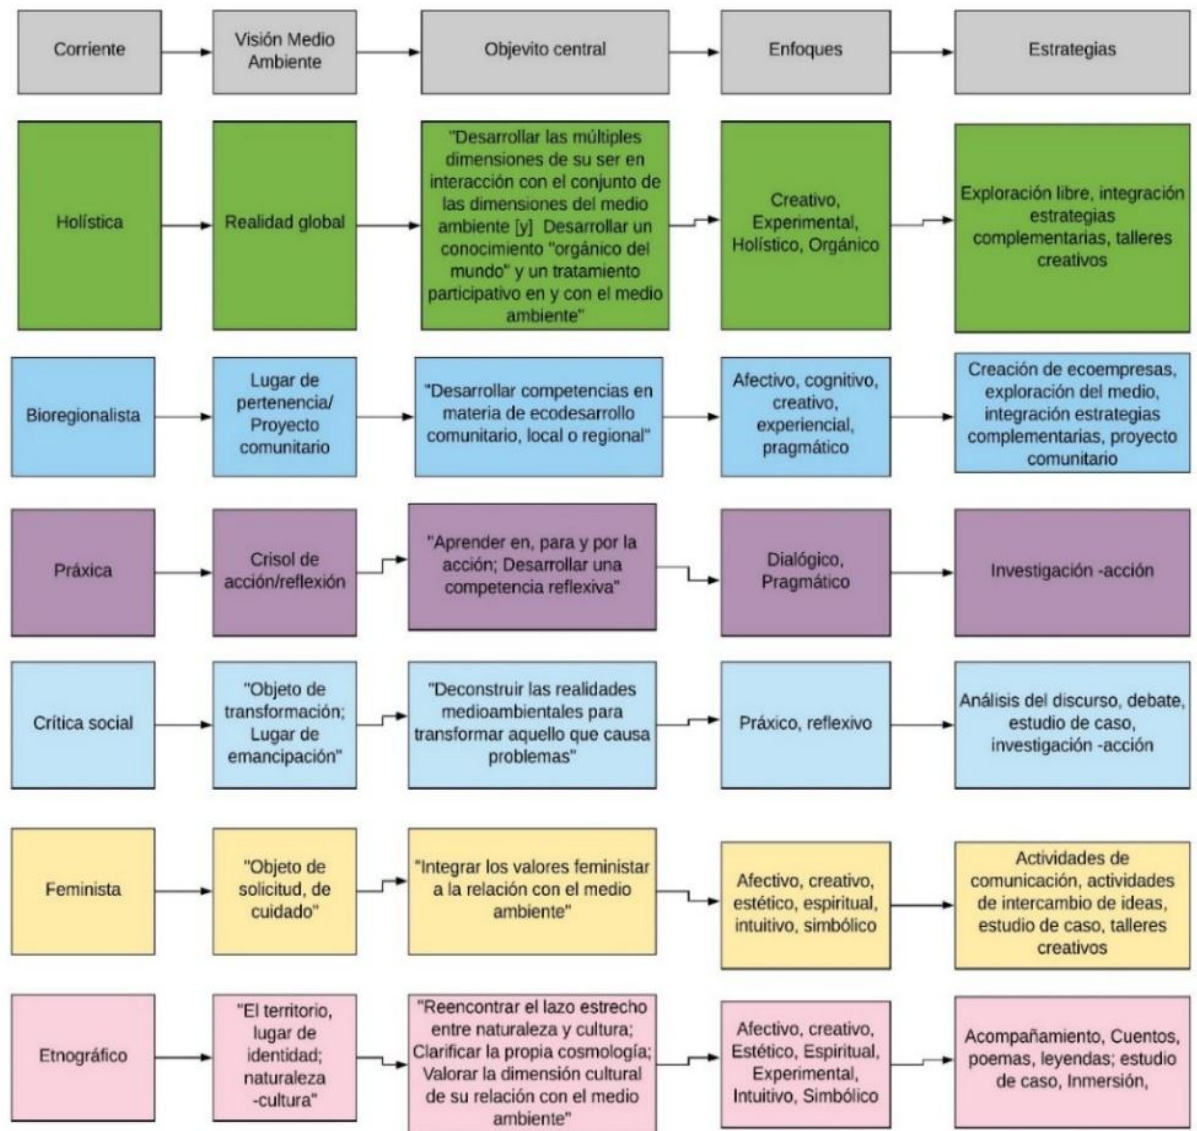 Corriente
Visión Medio
Ambiente
Objevito central
Enfoques
Estrategias
Holística
Realidad global
"Desarrollar las múltiples
dimensiones de su ser en
interacción con el conjunto de
las dimensiones del medio
ambiente [y] Desarrollar un
conocimiento "orgánico del
mundo" y un tratamiento
participativo en y con el medio
ambiente"
Creativo,
Experimental,
Holístico, Orgánico
Exploración libre, integración
estrategias
complementarias, talleres
creativos
Bioregionalista
Lugar de
pertenencia/
Proyecto
comunitario
"Desarrollar competencias en
materia de ecodesarrollo
comunitario, local o regional"
Afectivo, cognitivo,
creativo,
experiencial,
pragmático
Creación de ecoempresas,
exploración del medio,
integración estrategias
complementarias, proyecto
comunitario
Práxica
Crisol de
acción/reflexión
"Aprender en, para y por la
acción; Desarrollar una
competencia reflexiva"
Dialógico,
Pragmático
Investigación -acción
Crítica social
"Objeto de
transformación;
Lugar de
emancipación"
"Deconstruir las realidades
medioambientales para
transformar aquello que causa
problemas"
Práxico, reflexivo
Análisis del discurso, debate,
estudio de caso,
investigación -acción
Feminista
"Objeto de
solicitud, de
cuidado"
"Integrar los valores feministar
a la relación con el medio
ambiente"
Afectivo, creativo,
estético, espiritual,
intuitivo, simbólico
Actividades de
comunicación, actividades
de intercambio de ideas,
estudio de caso, talleres
creativos
Etnográfico
"El territorio,
lugar de
identidad;
naturaleza
-cultura"
"Reencontrar el lazo estrecho
entre naturaleza y cultura;
Clarificar la propia cosmología;
Valorar la dimensión cultural
de su relación con el medio
ambiente"
Afectivo, creativo,
Estético, Espiritual,
Experimental,
Intuitivo, Simbólico
Acompañamiento, Cuentos,
poemas, leyendas; estudio
de caso, Inmersión,